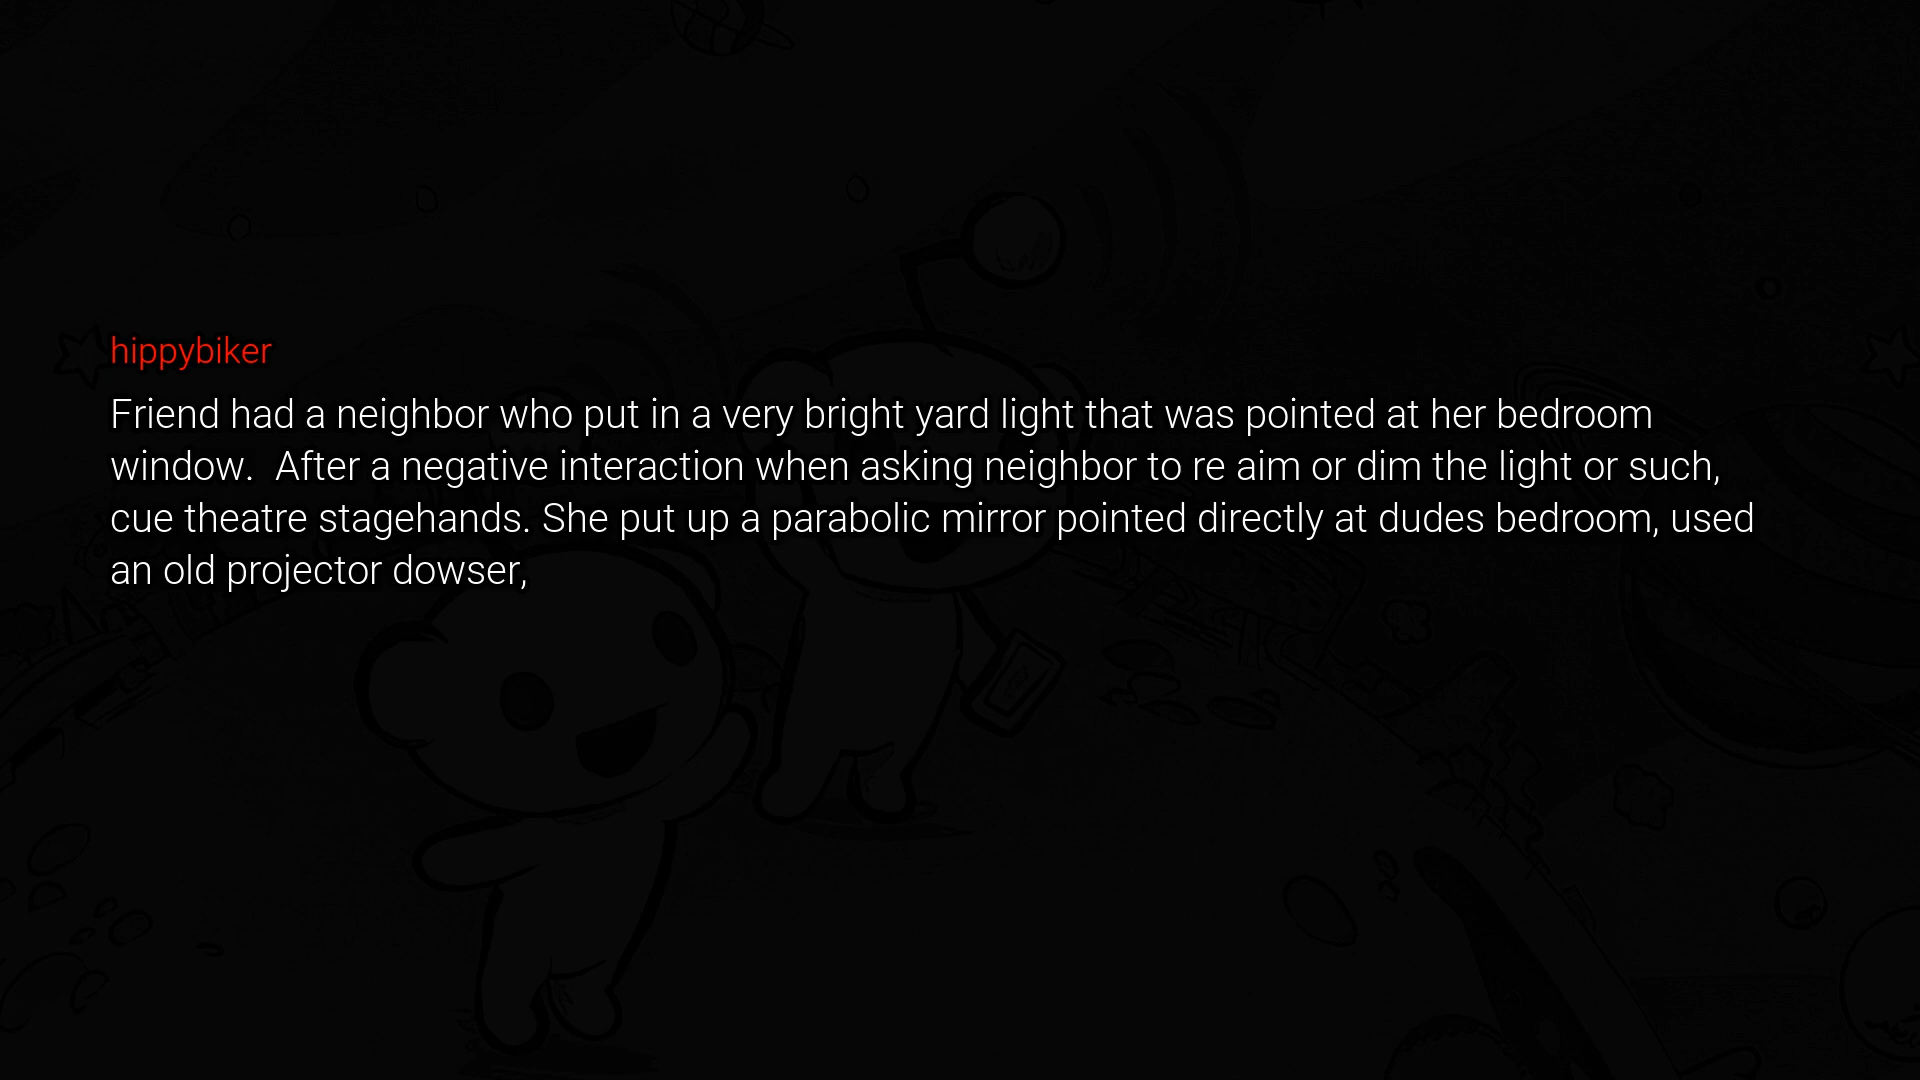 hippybiker
Friend had a neighbor who put in a very bright yard light that was pointed at her bedroom
window.  After a negative interaction when asking neighbor to re aim or dim the light or such,
cue theatre stagehands. She put up a parabolic mirror pointed directly at dudes bedroom, used
an old projector dowser,